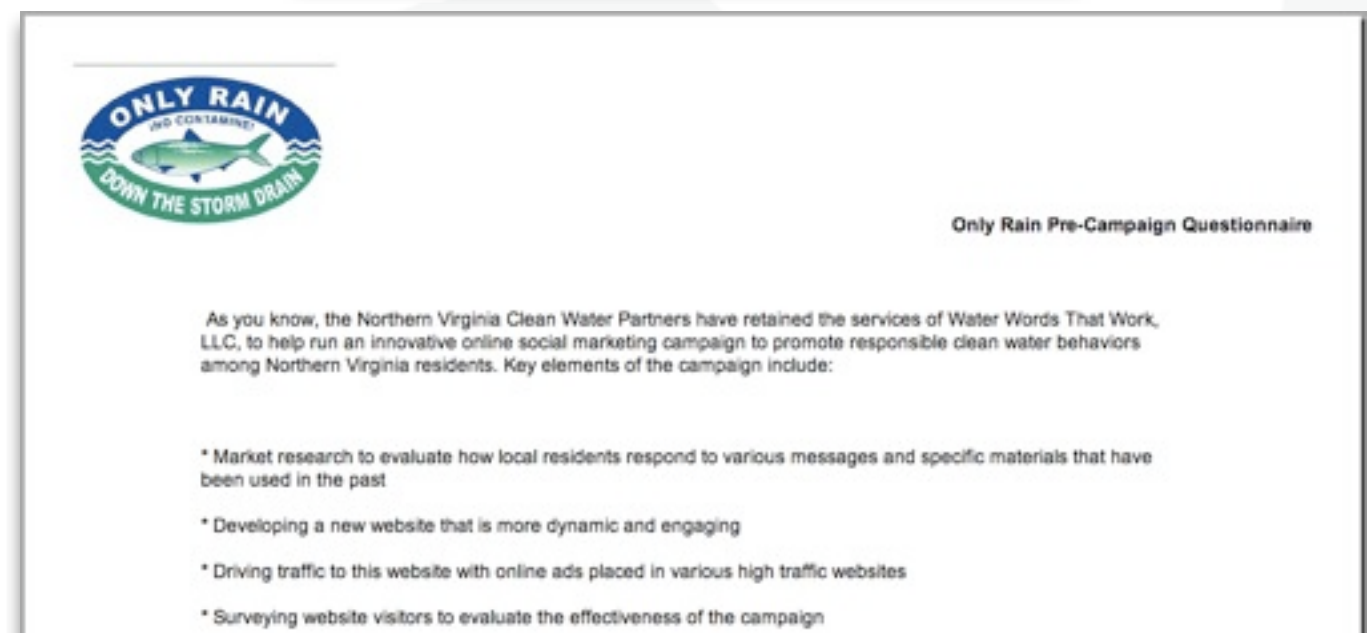 ONLY RAIN
¡NO CONTAMINE!
DOWN THE STORM DRAIN
Only Rain Pre-Campaign Questionnaire
As you know, the Northern Virginia Clean Water Partners have retained the services of Water Words That Work,
LLC, to help run an innovative online social marketing campaign to promote responsible clean water behaviors
among Northern Virginia residents. Key elements of the campaign include:
* Market research to evaluate how local residents respond to various messages and specific materials that have
been used in the past
* Developing a new website that is more dynamic and engaging
* Driving traffic to this website with online ads placed in various high traffic websites
* Surveying website visitors to evaluate the effectiveness of the campaign